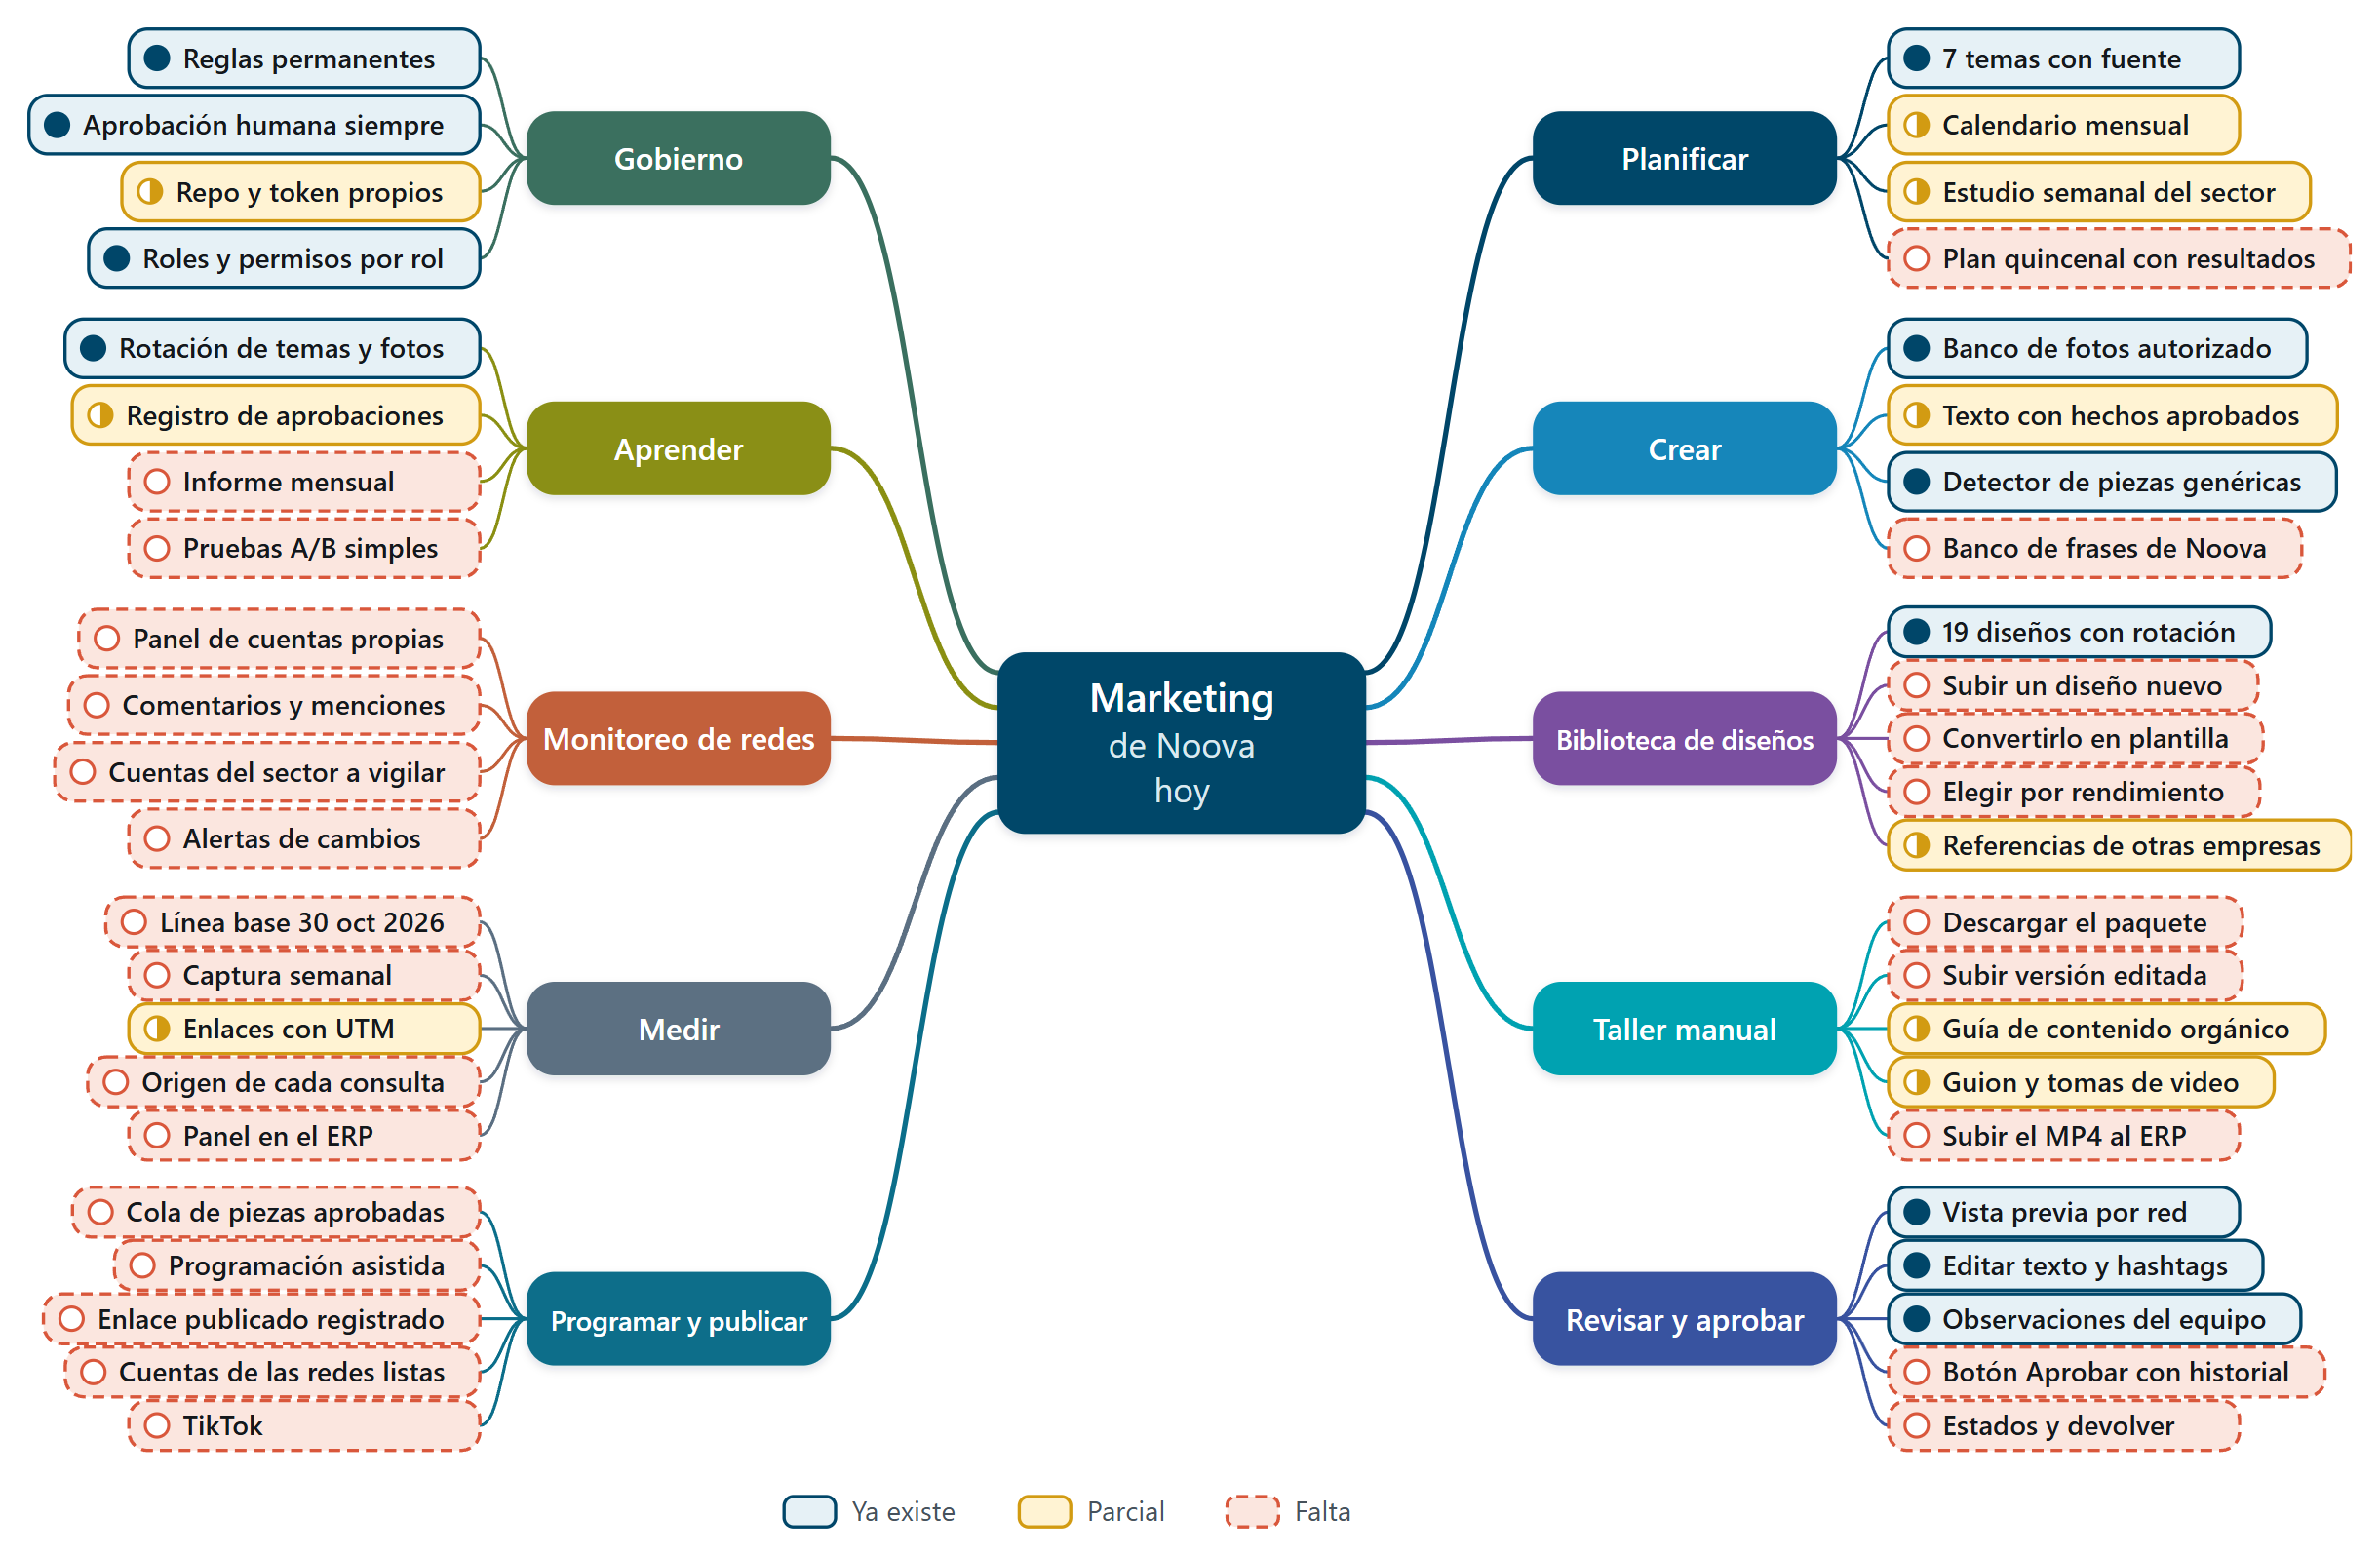 Reglas permanentes
Aprobación humana siempre
Repo y token propios
Roles y permisos por rol
Gobierno
Rotación de temas y fotos
Registro de aprobaciones
Informe mensual
Pruebas A/B simples
Aprender
Panel de cuentas propias
Comentarios y menciones
Cuentas del sector a vigilar
Alertas de cambios
Monitoreo de redes
Línea base 30 oct 2026
Captura semanal
Enlaces con UTM
Origen de cada consulta
Panel en el ERP
Medir
Cola de piezas aprobadas
Programación asistida
Enlace publicado registrado
Cuentas de las redes listas
TikTok
Programar y publicar
Marketing
de Noova
hoy
Planificar
7 temas con fuente
Calendario mensual
Estudio semanal del sector
Plan quincenal con resultados
Crear
Banco de fotos autorizado
Texto con hechos aprobados
Detector de piezas genéricas
Banco de frases de Noova
Biblioteca de diseños
19 diseños con rotación
Subir un diseño nuevo
Convertirlo en plantilla
Elegir por rendimiento
Referencias de otras empresas
Taller manual
Descargar el paquete
Subir versión editada
Guía de contenido orgánico
Guion y tomas de video
Subir el MP4 al ERP
Revisar y aprobar
Vista previa por red
Editar texto y hashtags
Observaciones del equipo
Botón Aprobar con historial
Estados y devolver
Ya existe
Parcial
Falta